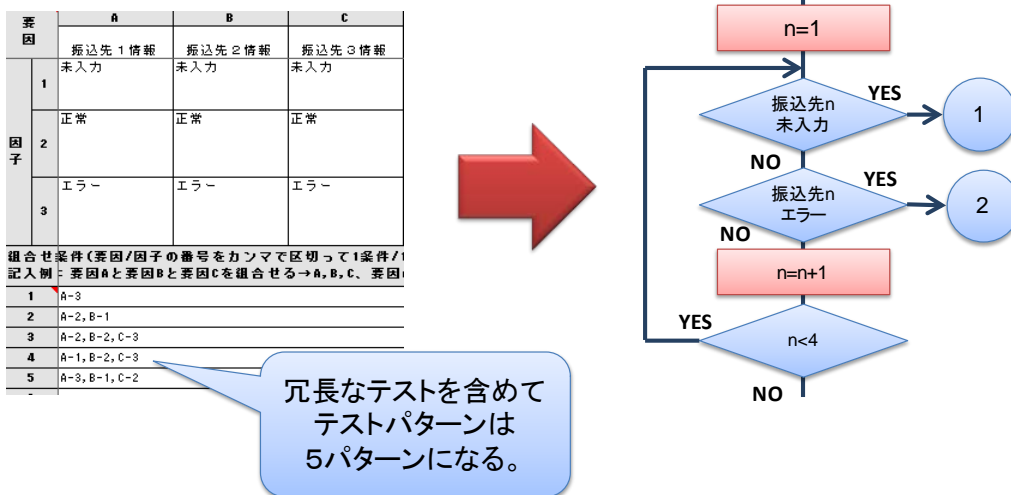 要因 A B C
振込先1情報 振込先2情報 振込先3情報
因子 1 未入力 未入力 未入力
2 正常 正常 正常
3 エラー エラー エラー
組合せ条件(要因/因子の番号をカンマで区切って1条件/
記入例:要因Aと要因Bと要因Cを組合せる→A,B,C、要因
1 A-3
2 A-2,B-1
3 A-2,B-2,C-3
4 A-1,B-2,C-3
5 A-3,B-1,C-2
冗長なテストを含めて
テストパターンは
5パターンになる。
n=1
振込先n
未入力
YES
1
NO
振込先n
エラー
YES
2
NO
n=n+1
YES
n<4
NO